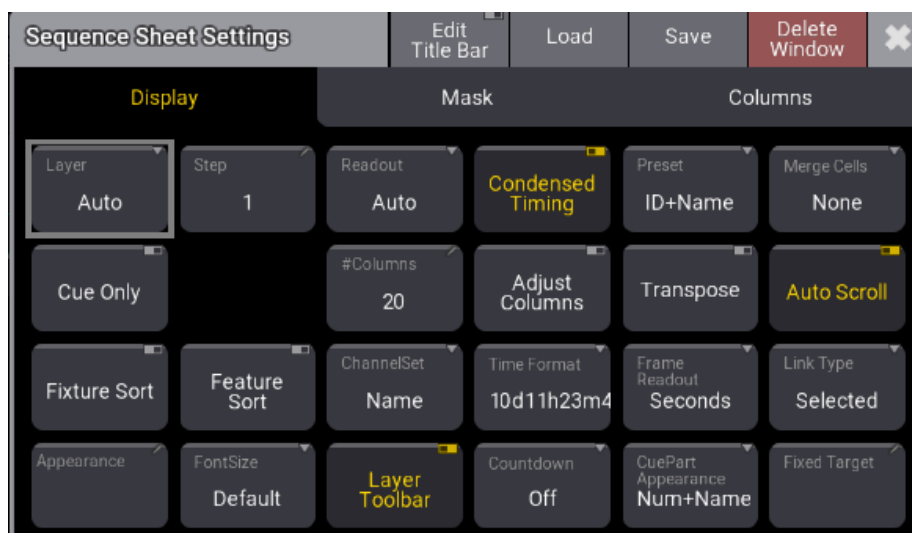 Sequence Sheet Settings
Edit
Title Bar
Load
Save
Delete
Window
Display
Mask
Columns
Layer
Auto
Step
1
Readout
Auto
Condensed
Timing
Preset
ID+Name
Merge Cells
None
Cue Only
#Columns
20
Adjust
Columns
Transpose
Auto Scroll
Fixture Sort
Feature
Sort
ChannelSet
Name
Time Format
10d11h23m4
Frame
Readout
Seconds
Link Type
Selected
Appearance
FontSize
Default
Layer
Toolbar
Countdown
Off
CuePart
Appearance
Num+Name
Fixed Target